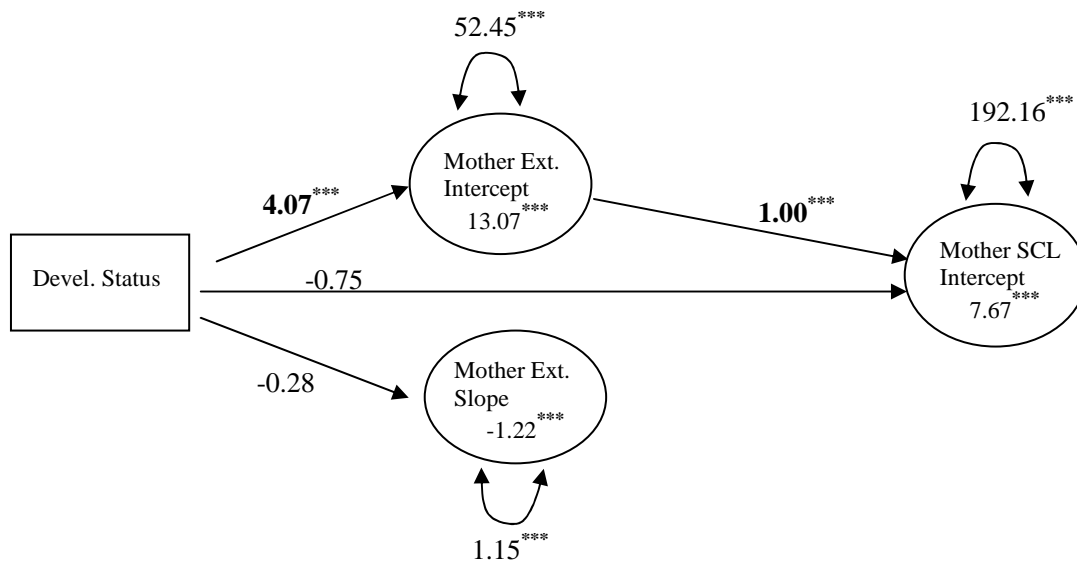 52.45***
192.16***
Mother Ext.
Intercept
13.07***
4.07***
1.00***
Mother SCL
Intercept
7.67***
Devel. Status
-0.75
-0.28
Mother Ext.
Slope
-1.22***
1.15***